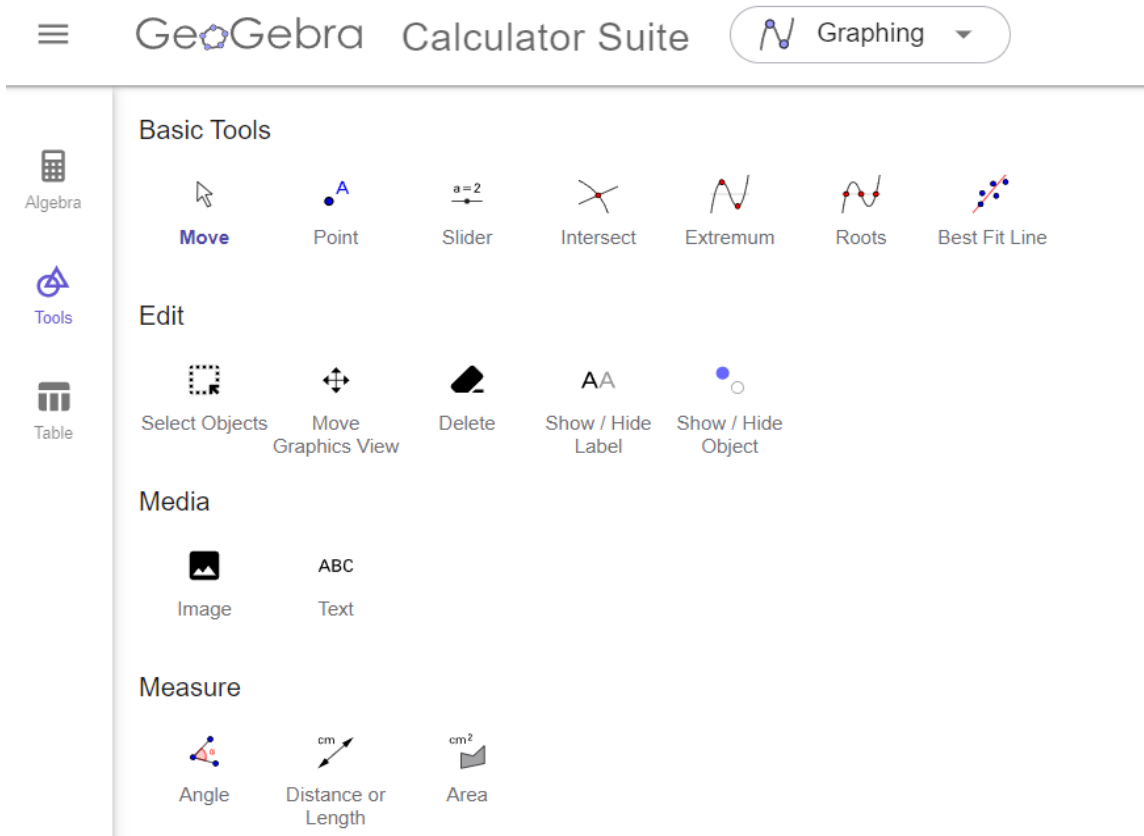 GeoGebra Calculator Suite Graphing
Algebra
Tools
Table
Basic Tools
A
a=2
Move Point Slider Intersect Extremum Roots Best Fit Line
Edit
AA
Select Objects Move Graphics View Delete Show / Hide Label Show / Hide Object
Media
ABC
Image Text
Measure
α cm cm²
Angle Distance or Length Area